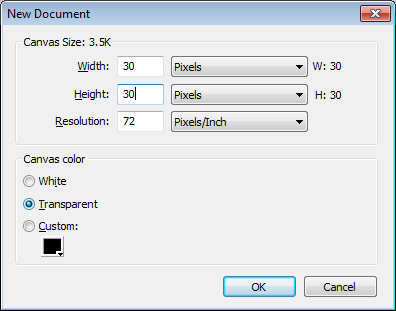 New Document
Canvas Size: 3.5K
Width: 30 Pixels W: 30
Height: 30 Pixels H: 30
Resolution: 72 Pixels/Inch
Canvas color
White
Transparent
Custom:
OK Cancel